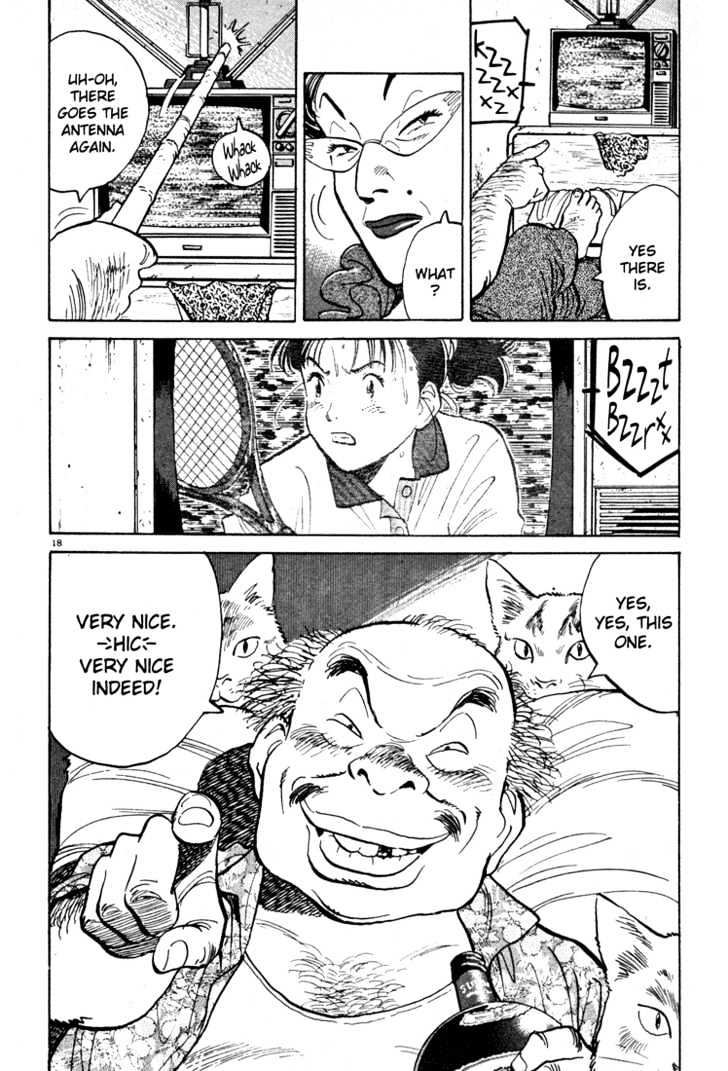 YES
THERE
IS.
KZZ
ZZX
XZ
WHAT
?
UH-OH,
THERE
GOES THE
ANTENNA
AGAIN.
Whack
Whack
Bzzzt
Bzzrxx
18
YES,
YES, THIS
ONE.
VERY NICE.
HIC
VERY NICE
INDEED!
SU